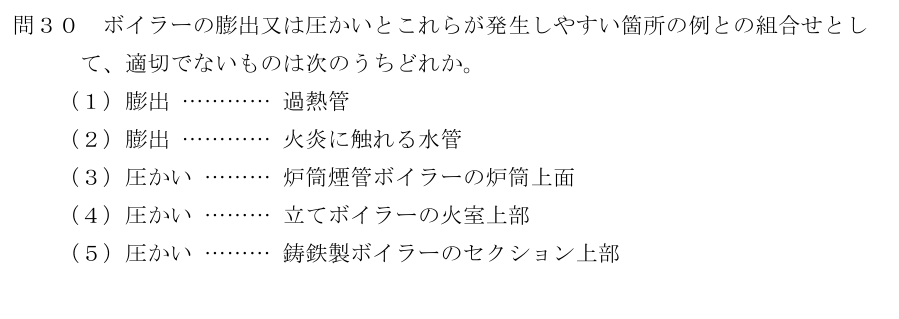 問３０　ボイラーの膨出又は圧かいとこれらが発生しやすい箇所の例との組合せとし
て、適切でないものは次のうちどれか。
（１）膨出 ………… 過熱管
（２）膨出 ………… 火炎に触れる水管
（３）圧かい ……… 炉筒煙管ボイラーの炉筒上面
（４）圧かい ……… 立てボイラーの火室上部
（５）圧かい ……… 鋳鉄製ボイラーのセクション上部